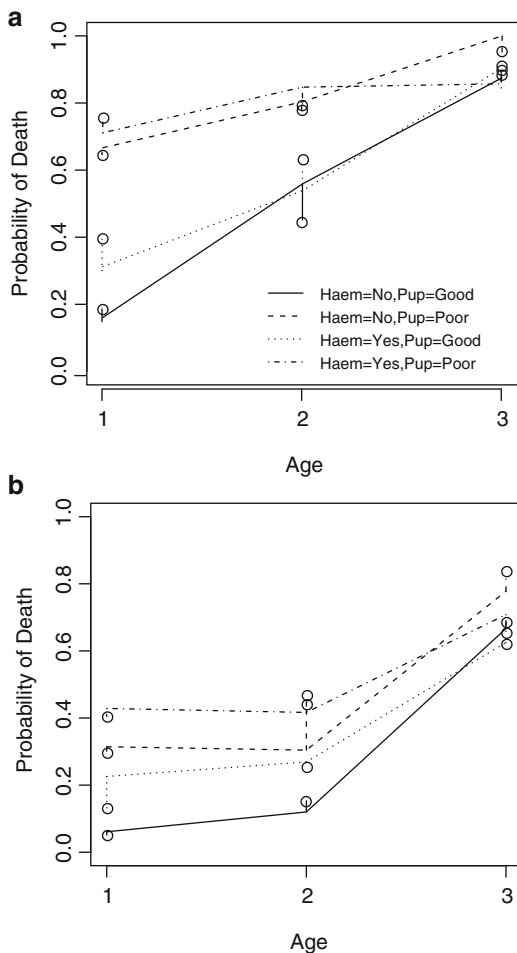 a
Probability of Death
1.0
0.8
0.6
0.4
0.2
0.0
Haem=No,Pup=Good
Haem=No,Pup=Poor
Haem=Yes,Pup=Good
Haem=Yes,Pup=Poor
1 2 3
Age
b
Probability of Death
1.0
0.8
0.6
0.4
0.2
0.0
1 2 3
Age